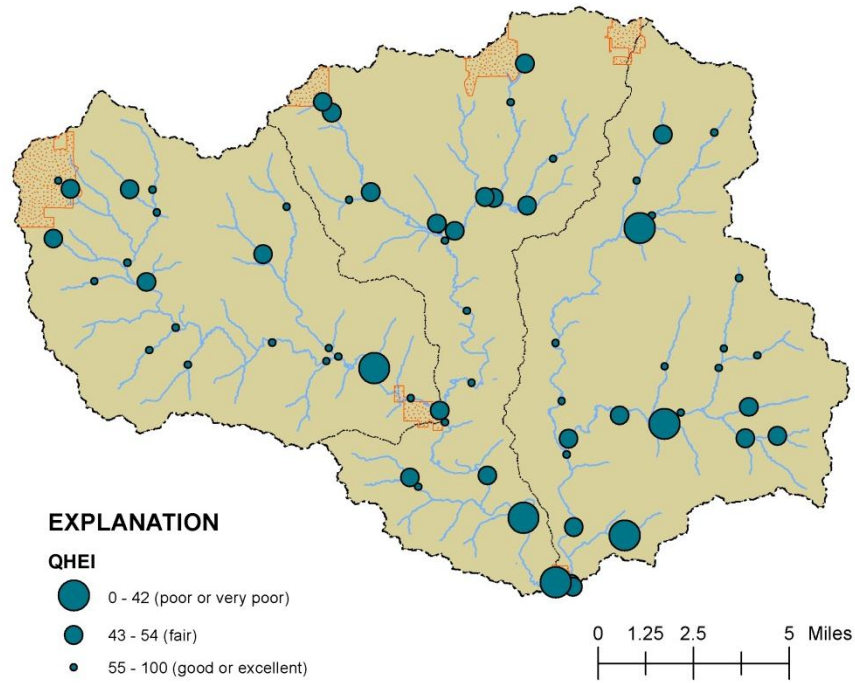 EXPLANATION
QHEI
0 - 42 (poor or very poor)
43 - 54 (fair)
55 - 100 (good or excellent)
0 1.25 2.5 5 Miles